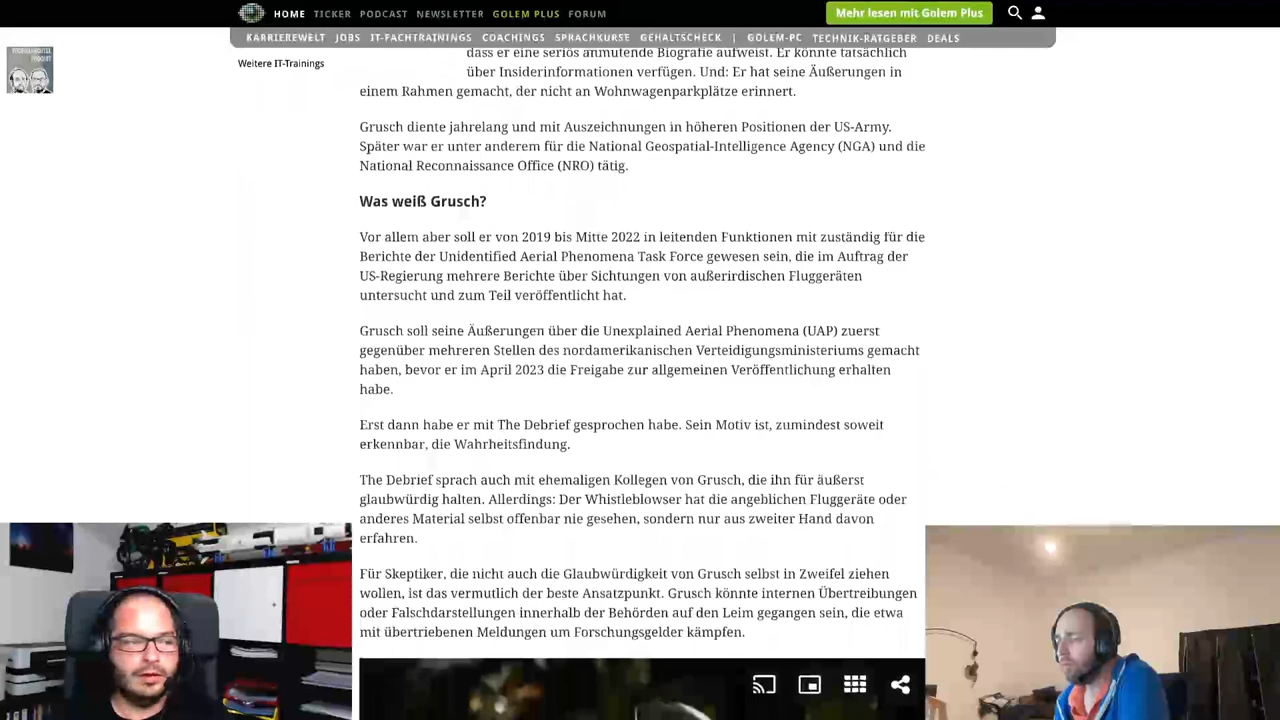 HOME TICKER PODCAST NEWSLETTER GOLEM PLUS FORUM
Mehr lesen mit Golem Plus
KARRIEREWELT JOBS IT-FACHTRAININGS COACHINGS SPRACHKURSE GEHALTSCHECK | GOLEM-PC TECHNIK-RATGEBER DEALS
Weitere IT-Trainings
dass er eine seriös anmutende Biografie aufweist. Er könnte tatsächlich
über Insiderinformationen verfügen. Und: Er hat seine Äußerungen in
einem Rahmen gemacht, der nicht an Wohnwagenparkplätze erinnert.
Grusch diente jahrelang und mit Auszeichnungen in höheren Positionen der US-Army.
Später war er unter anderem für die National Geospatial-Intelligence Agency (NGA) und die
National Reconnaissance Office (NRO) tätig.
Was weiß Grusch?
Vor allem aber soll er von 2019 bis Mitte 2022 in leitenden Funktionen mit zuständig für die
Berichte der Unidentified Aerial Phenomena Task Force gewesen sein, die im Auftrag der
US-Regierung mehrere Berichte über Sichtungen von außerirdischen Fluggeräten
untersucht und zum Teil veröffentlicht hat.
Grusch soll seine Äußerungen über die Unexplained Aerial Phenomena (UAP) zuerst
gegenüber mehreren Stellen des nordamerikanischen Verteidigungsministeriums gemacht
haben, bevor er im April 2023 die Freigabe zur allgemeinen Veröffentlichung erhalten
habe.
Erst dann habe er mit The Debrief gesprochen habe. Sein Motiv ist, zumindest soweit
erkennbar, die Wahrheitsfindung.
The Debrief sprach auch mit ehemaligen Kollegen von Grusch, die ihn für äußerst
glaubwürdig halten. Allerdings: Der Whistleblowser hat die angeblichen Fluggeräte oder
anderes Material selbst offenbar nie gesehen, sondern nur aus zweiter Hand davon
erfahren.
Für Skeptiker, die nicht auch die Glaubwürdigkeit von Grusch selbst in Zweifel ziehen
wollen, ist das vermutlich der beste Ansatzpunkt. Grusch könnte internen Übertreibungen
oder Falschdarstellungen innerhalb der Behörden auf den Leim gegangen sein, die etwa
mit übertriebenen Meldungen um Forschungsgelder kämpfen.